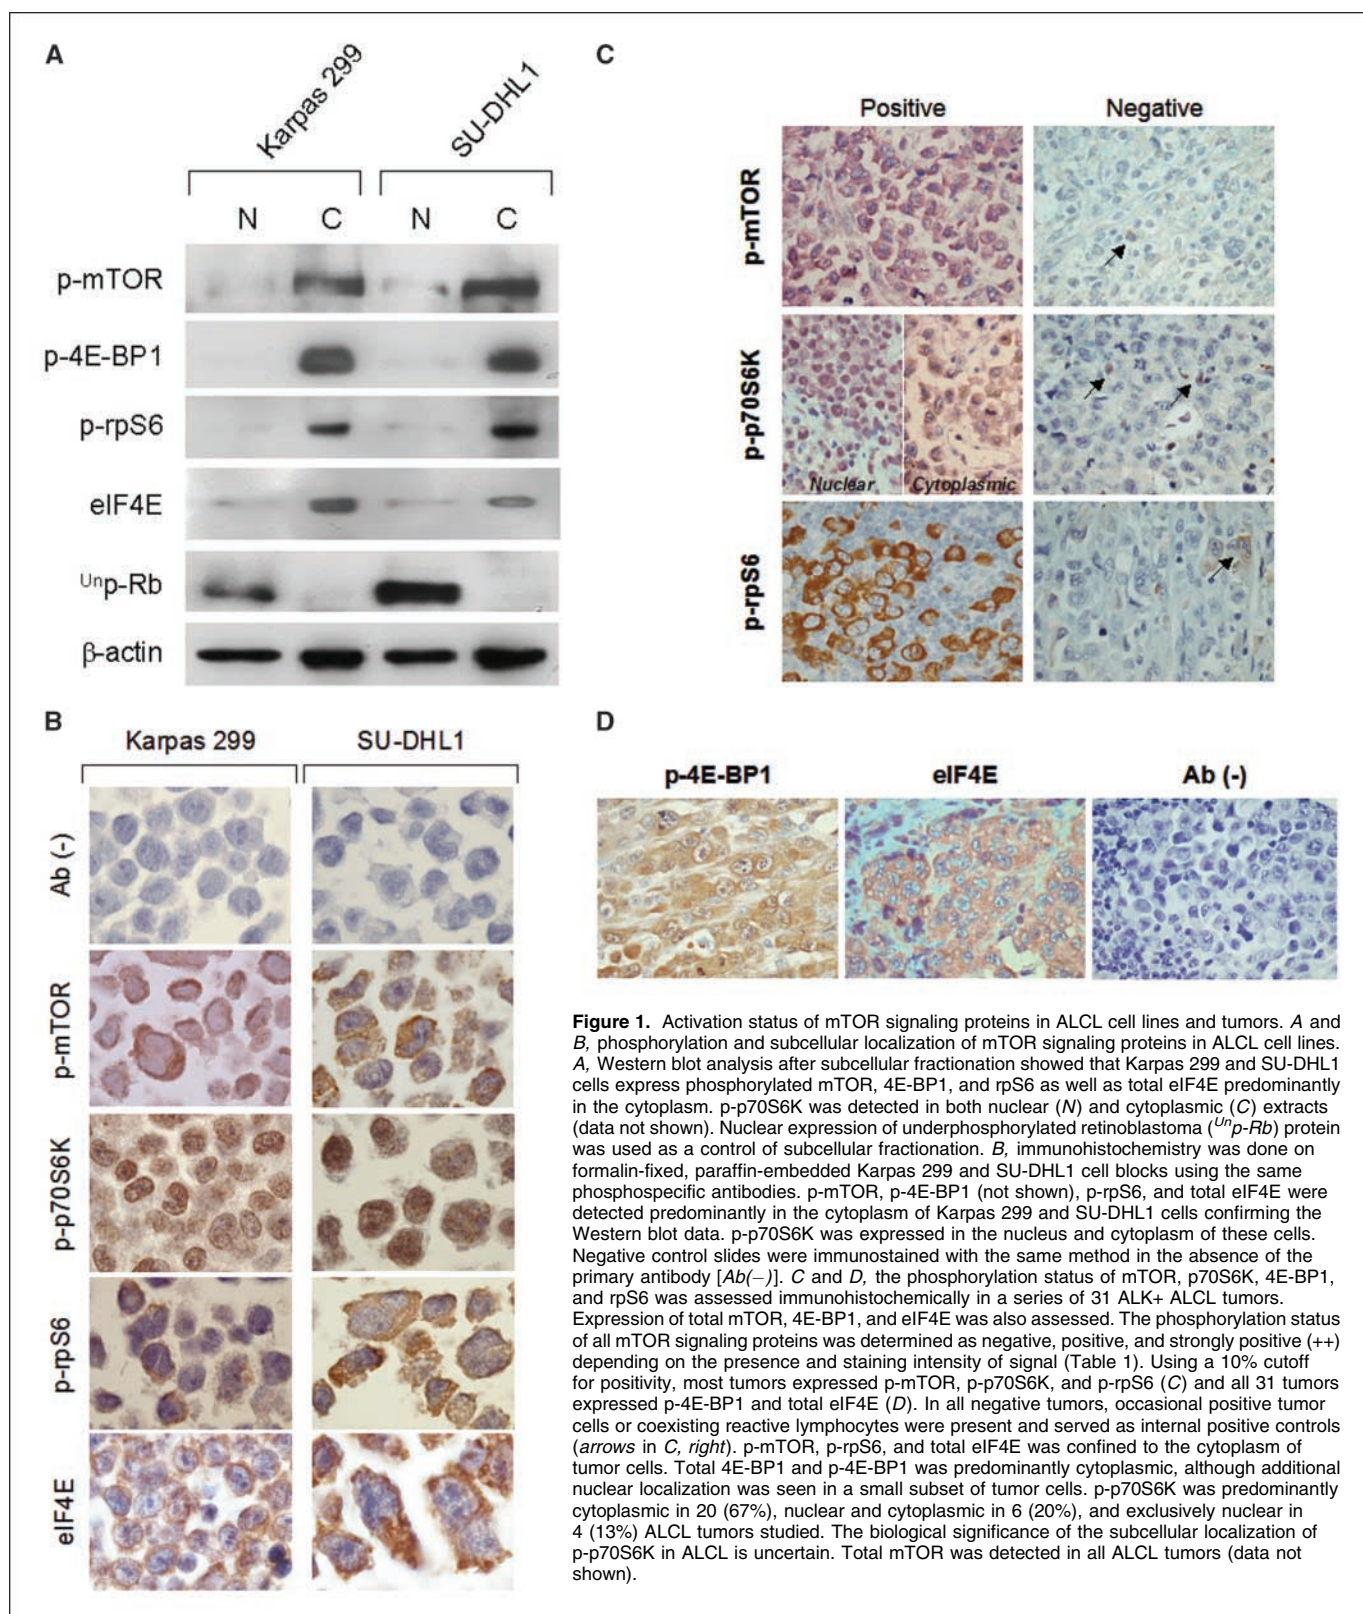 A
Karpas 299
SU-DHL1
N C N C
p-mTOR
p-4E-BP1
p-rpS6
eIF4E
Unp-Rb
β-actin
B
Karpas 299 SU-DHL1
Ab (-)
p-mTOR
p-p70S6K
p-rpS6
eIF4E
C
Positive Negative
p-mTOR
p-p70S6K
Nuclear Cytoplasmic
p-rpS6
D
p-4E-BP1 eIF4E Ab (-)
Figure 1. Activation status of mTOR signaling proteins in ALCL cell lines and tumors. A and
B, phosphorylation and subcellular localization of mTOR signaling proteins in ALCL cell lines.
A, Western blot analysis after subcellular fractionation showed that Karpas 299 and SU-DHL1
cells express phosphorylated mTOR, 4E-BP1, and rpS6 as well as total eIF4E predominantly
in the cytoplasm. p-p70S6K was detected in both nuclear (N) and cytoplasmic (C) extracts
(data not shown). Nuclear expression of underphosphorylated retinoblastoma (Unp-Rb) protein
was used as a control of subcellular fractionation. B, immunohistochemistry was done on
formalin-fixed, paraffin-embedded Karpas 299 and SU-DHL1 cell blocks using the same
phosphospecific antibodies. p-mTOR, p-4E-BP1 (not shown), p-rpS6, and total eIF4E were
detected predominantly in the cytoplasm of Karpas 299 and SU-DHL1 cells confirming the
Western blot data. p-p70S6K was expressed in the nucleus and cytoplasm of these cells.
Negative control slides were immunostained with the same method in the absence of the
primary antibody [Ab(−)]. C and D, the phosphorylation status of mTOR, p70S6K, 4E-BP1,
and rpS6 was assessed immunohistochemically in a series of 31 ALK+ ALCL tumors.
Expression of total mTOR, 4E-BP1, and eIF4E was also assessed. The phosphorylation status
of all mTOR signaling proteins was determined as negative, positive, and strongly positive (++)
depending on the presence and staining intensity of signal (Table 1). Using a 10% cutoff
for positivity, most tumors expressed p-mTOR, p-p70S6K, and p-rpS6 (C) and all 31 tumors
expressed p-4E-BP1 and total eIF4E (D). In all negative tumors, occasional positive tumor
cells or coexisting reactive lymphocytes were present and served as internal positive controls
(arrows in C, right). p-mTOR, p-rpS6, and total eIF4E was confined to the cytoplasm of
tumor cells. Total 4E-BP1 and p-4E-BP1 was predominantly cytoplasmic, although additional
nuclear localization was seen in a small subset of tumor cells. p-p70S6K was predominantly
cytoplasmic in 20 (67%), nuclear and cytoplasmic in 6 (20%), and exclusively nuclear in
4 (13%) ALCL tumors studied. The biological significance of the subcellular localization of
p-p70S6K in ALCL is uncertain. Total mTOR was detected in all ALCL tumors (data not
shown).